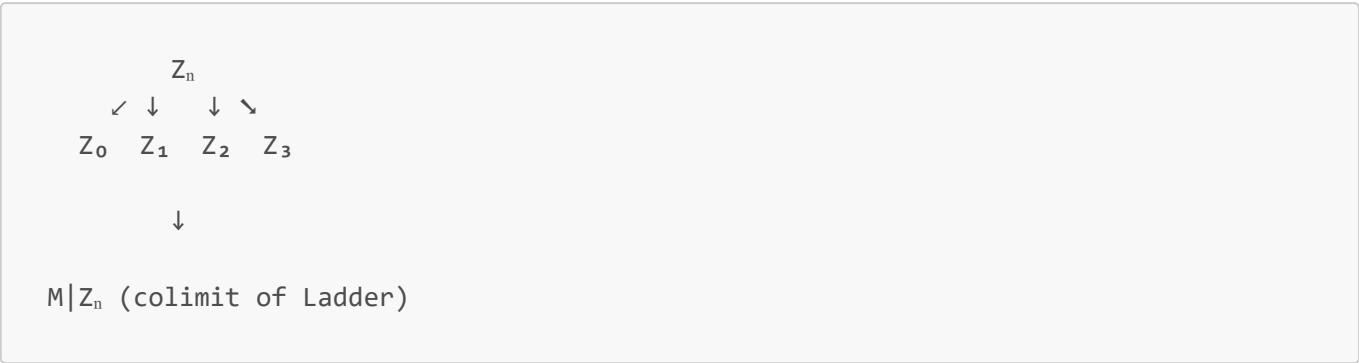 Zₙ
↙ ↓ ↓ ↘
Z₀ Z₁ Z₂ Z₃
↓
M|Zₙ (colimit of Ladder)